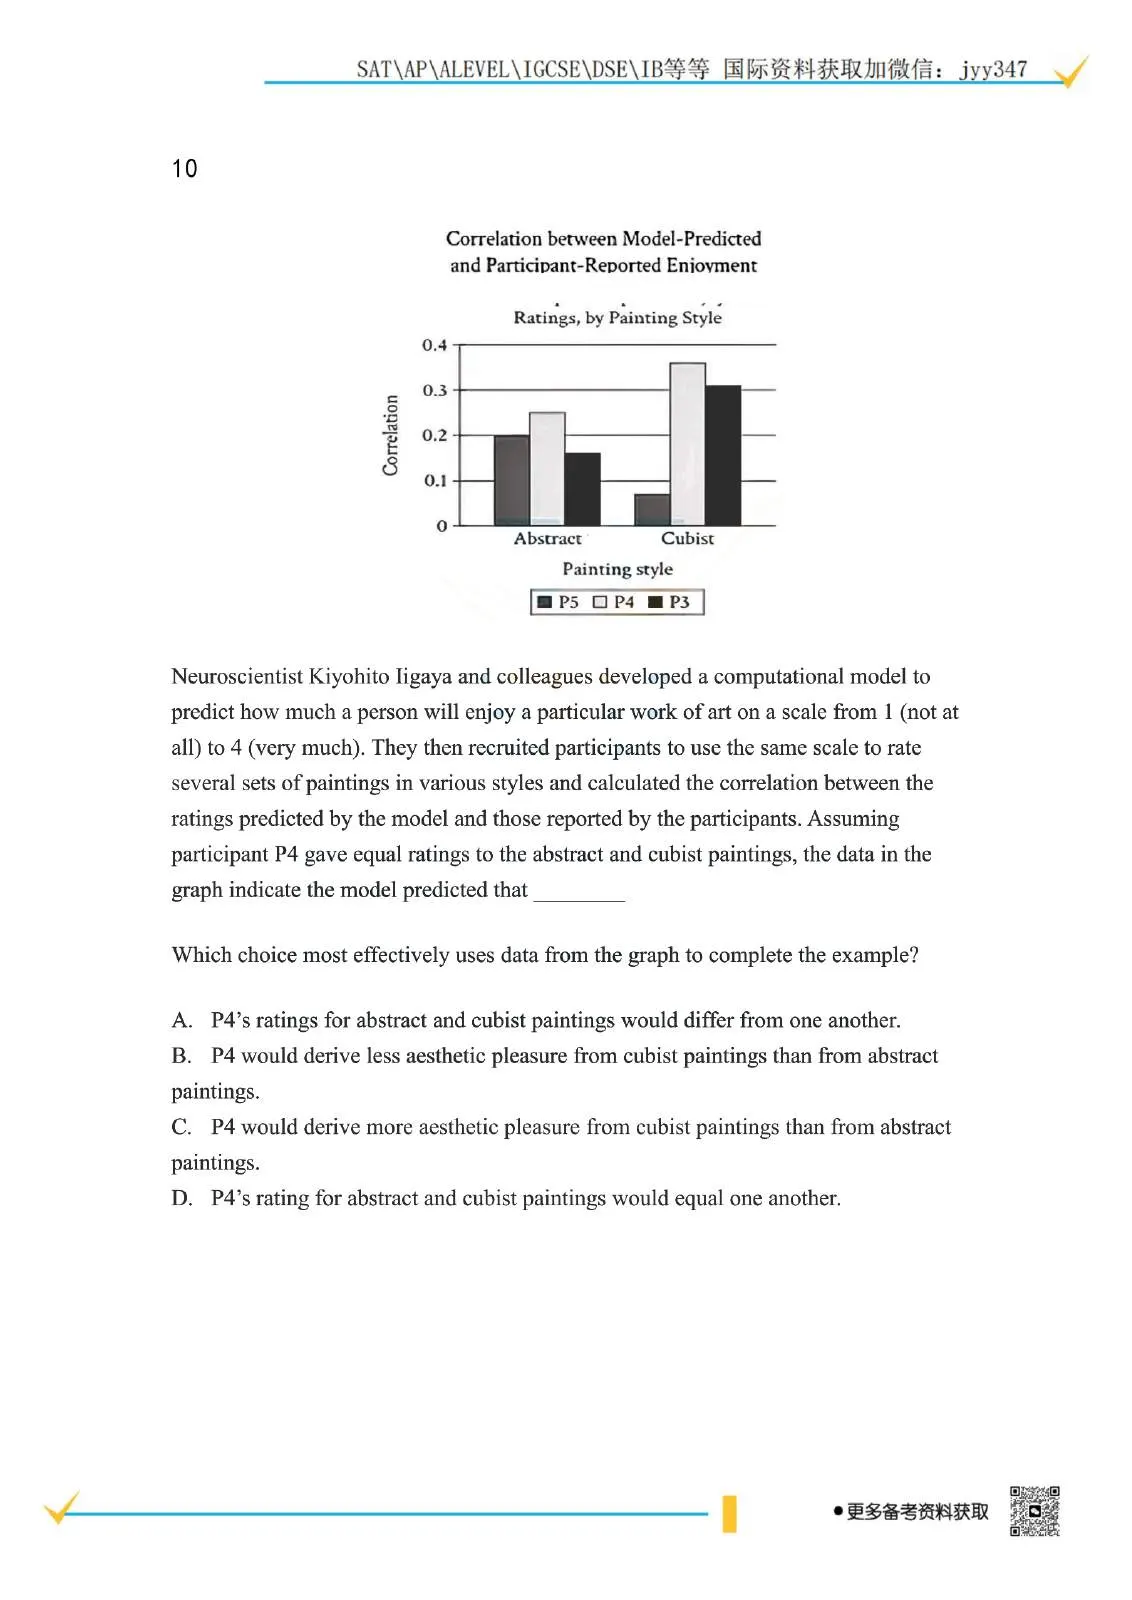 SAT\AP\ALEVEL\IGCSE\DSE\IB等等 国际资料获取加微信：jyy347
10
Correlation between Model-Predicted
and Participant-Reported Enjoyment
Ratings, by Painting Style
0.4
0.3
0.2
0.1
0
Correlation
Abstract Cubist
Painting style
P5 P4 P3
Neuroscientist Kiyohito Iigaya and colleagues developed a computational model to
predict how much a person will enjoy a particular work of art on a scale from 1 (not at
all) to 4 (very much). They then recruited participants to use the same scale to rate
several sets of paintings in various styles and calculated the correlation between the
ratings predicted by the model and those reported by the participants. Assuming
participant P4 gave equal ratings to the abstract and cubist paintings, the data in the
graph indicate the model predicted that ________
Which choice most effectively uses data from the graph to complete the example?
A. P4’s ratings for abstract and cubist paintings would differ from one another.
B. P4 would derive less aesthetic pleasure from cubist paintings than from abstract
paintings.
C. P4 would derive more aesthetic pleasure from cubist paintings than from abstract
paintings.
D. P4’s rating for abstract and cubist paintings would equal one another.
●更多备考资料获取